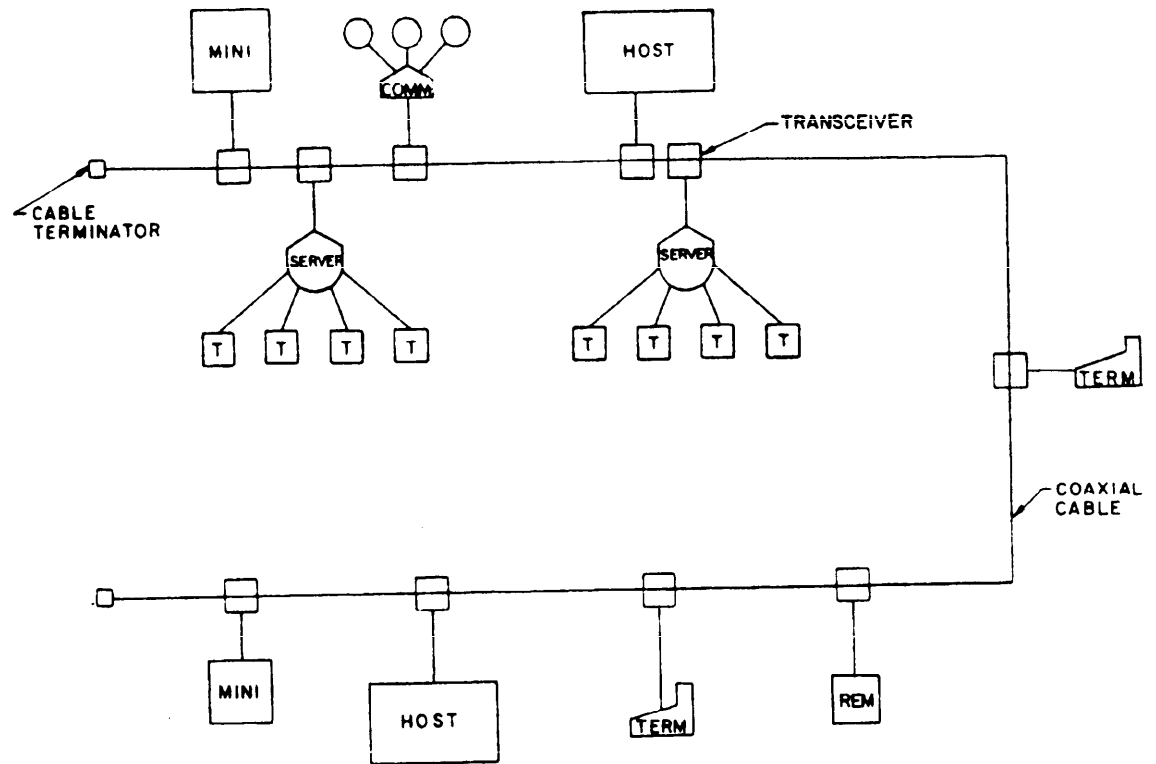 MINI
COMM
HOST
TRANSCEIVER
CABLE
TERMINATOR
SERVER
SERVER
T T T T
T T T T
TERM
COAXIAL
CABLE
MINI
HOST
TERM
REM